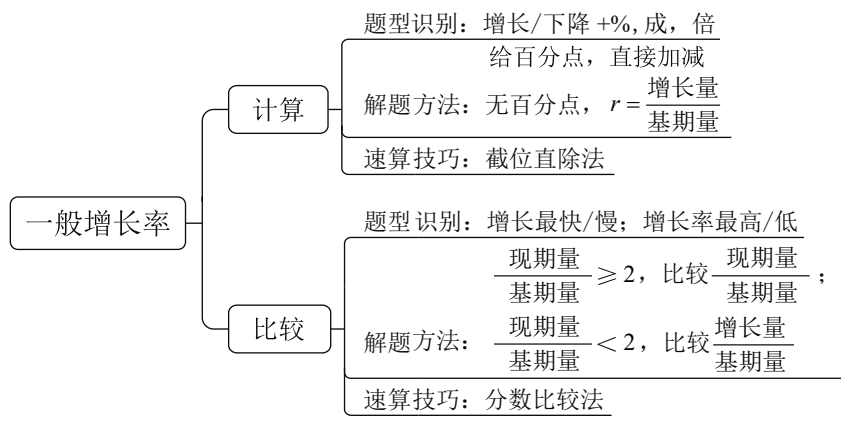 一般增长率
计算
题型识别：增长/下降+%,成，倍
给百分点，直接加减
解题方法：无百分点，r=增长量/基期量
速算技巧：截位直除法
比较
题型识别：增长最快/慢；增长率最高/低
现期量/基期量≥2，比较现期量/基期量；
解题方法：现期量/基期量<2，比较增长量/基期量
速算技巧：分数比较法